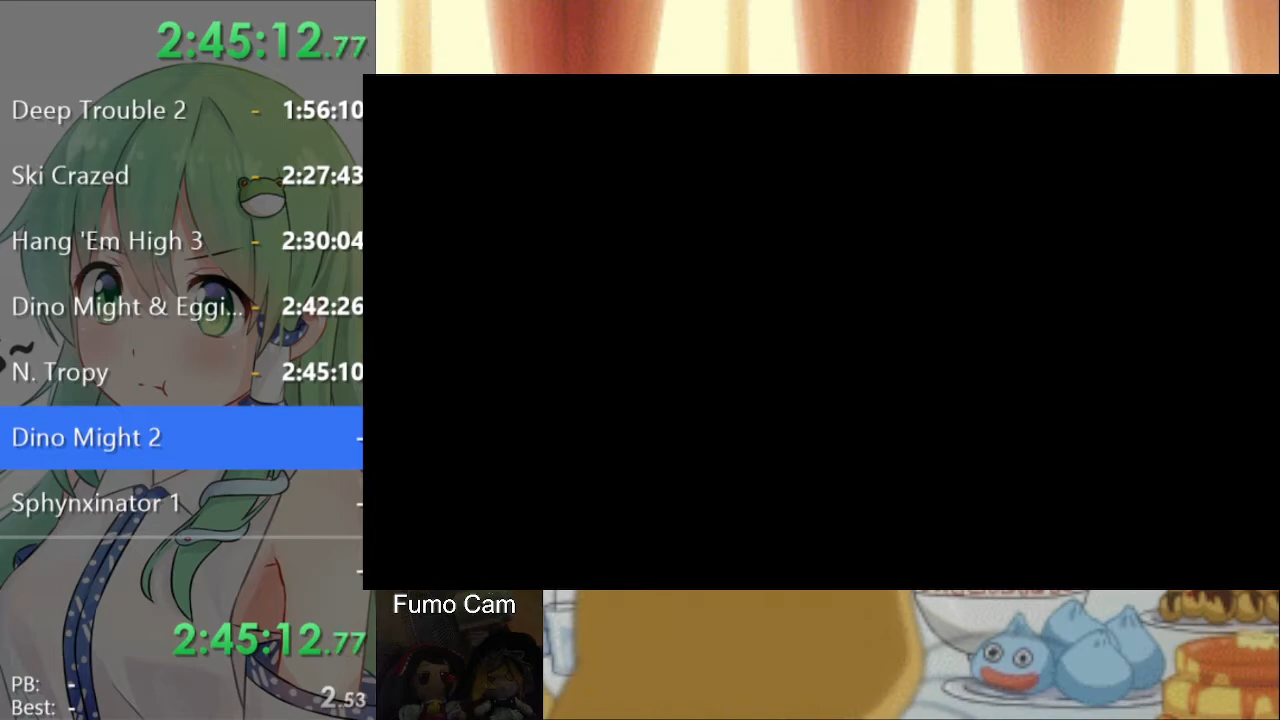 2:45:12.77
Deep Trouble 2 - 1:56:10
Ski Crazed - 2:27:43
Hang 'Em High 3 - 2:30:04
Dino Might & Eggi... - 2:42:26
N. Tropy - 2:45:10
Dino Might 2 -
Sphynxinator 1 -
-
Fumo Cam
2:45:12.77
PB: -
2.53
Best: -